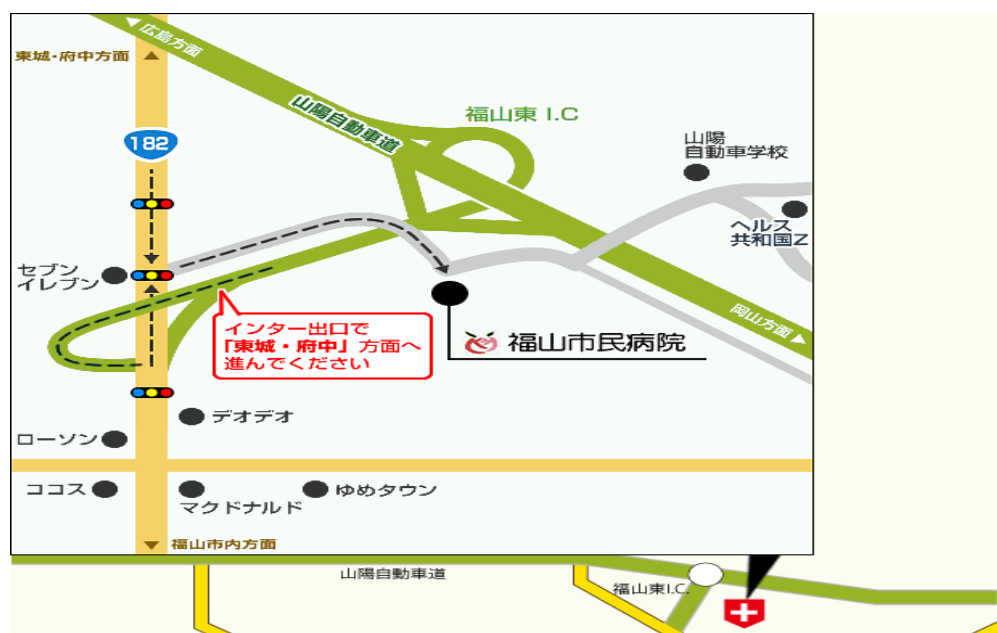 広島方面
東城・府中方面
山陽自動車道
福山東 I.C
182
山陽
自動車学校
ヘルス
共和国Z
セブン
イレブン
岡山方面
インター出口で
「東城・府中」方面へ
進んでください
福山市民病院
デオデオ
ローソン
ココス
マクドナルド
ゆめタウン
福山市内方面
山陽自動車道
福山東I.C.